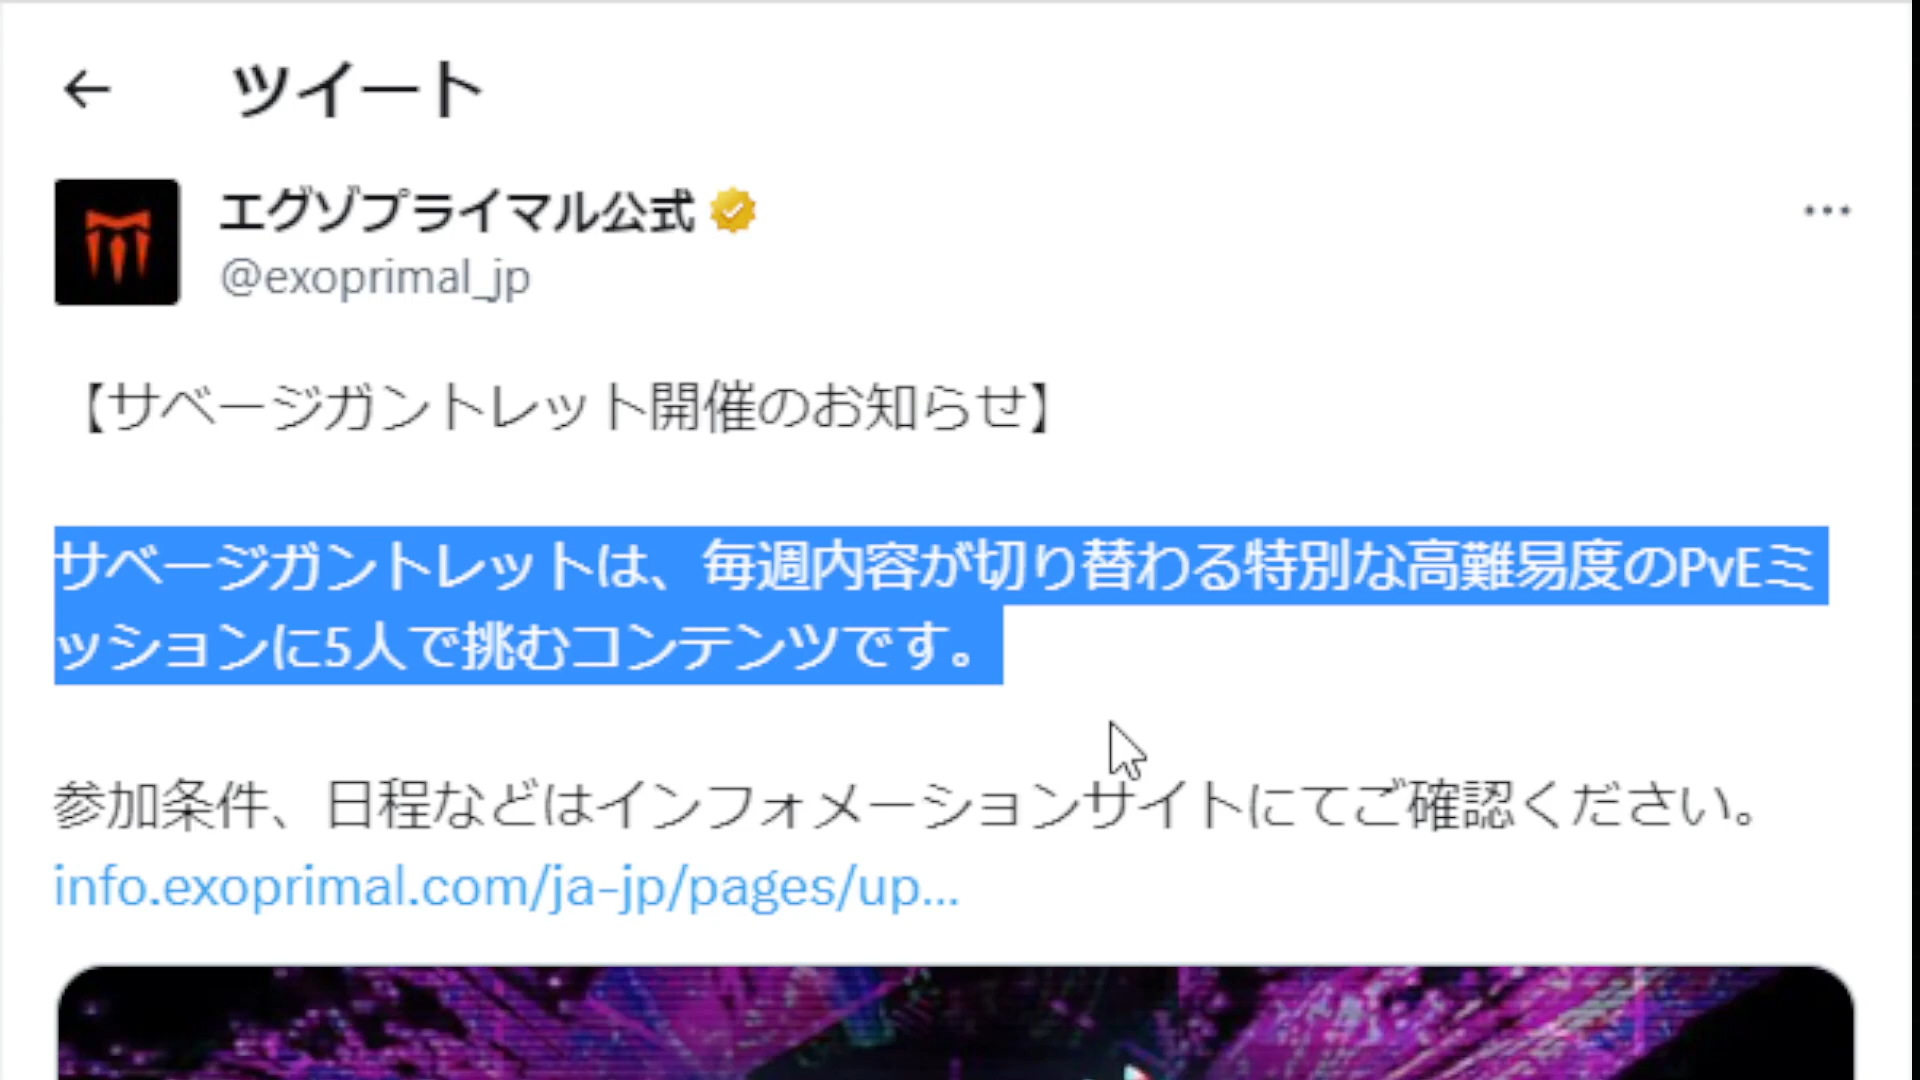 ツイート
エグゾプライマル公式
@exoprimal_jp
【サベージガントレット開催のお知らせ】
サベージガントレットは、毎週内容が切り替わる特別な高難易度のPvEミ
ッションに5人で挑むコンテンツです。
参加条件、日程などはインフォメーションサイトにてご確認ください。
info.exoprimal.com/ja-jp/pages/up…